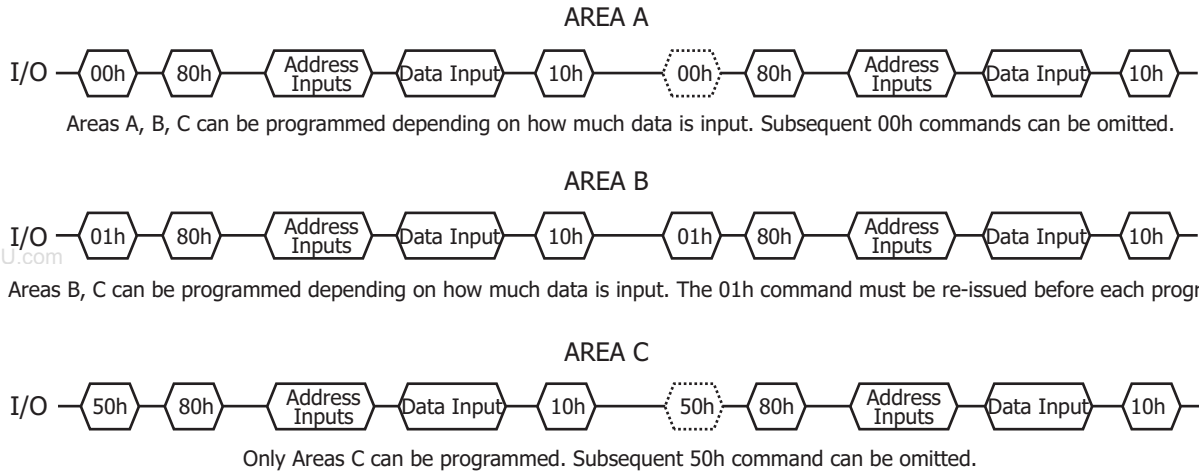 AREA A
I/O 00h 80h Address Inputs Data Input 10h 00h 80h Address Inputs Data Input 10h
Areas A, B, C can be programmed depending on how much data is input. Subsequent 00h commands can be omitted.
AREA B
I/O 01h 80h Address Inputs Data Input 10h 01h 80h Address Inputs Data Input 10h
U.com
Areas B, C can be programmed depending on how much data is input. The 01h command must be re-issued before each
AREA C
I/O 50h 80h Address Inputs Data Input 10h 50h 80h Address Inputs Data Input 10h
Only Areas C can be programmed. Subsequent 50h command can be omitted.